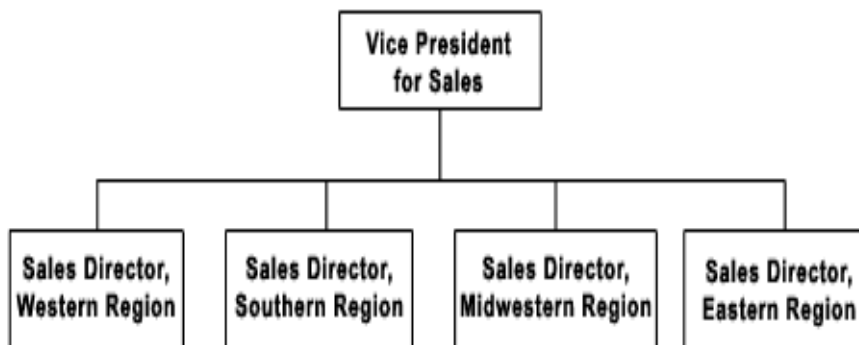 Vice President
for Sales
Sales Director,
Western Region
Sales Director,
Southern Region
Sales Director,
Midwestern Region
Sales Director,
Eastern Region